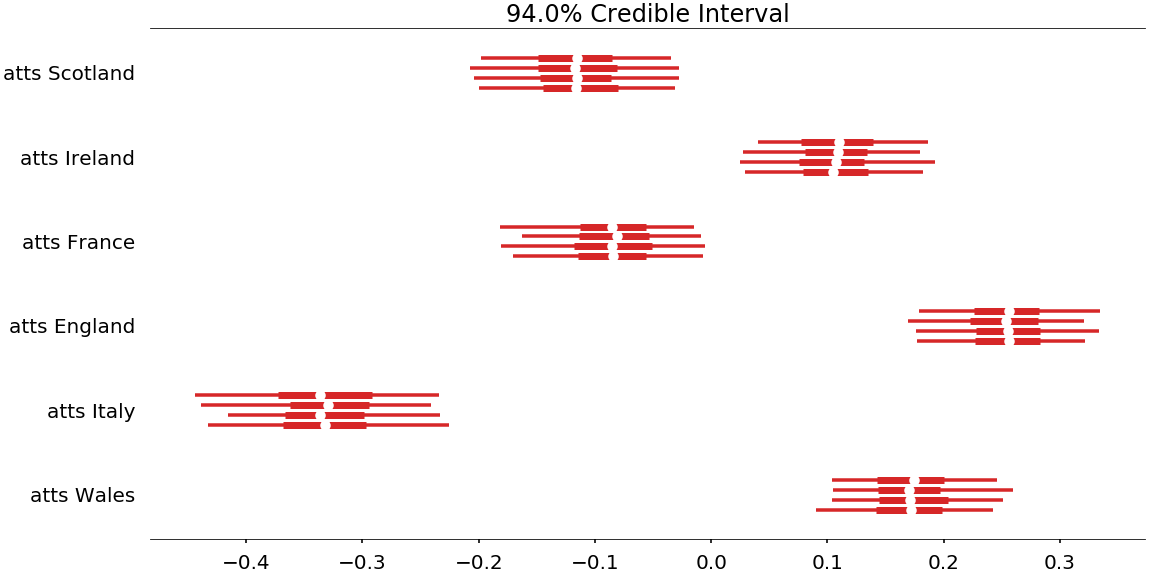 94.0% Credible Interval
atts Scotland
atts Ireland
atts France
atts England
atts Italy
atts Wales
−0.4 −0.3 −0.2 −0.1 0.0 0.1 0.2 0.3